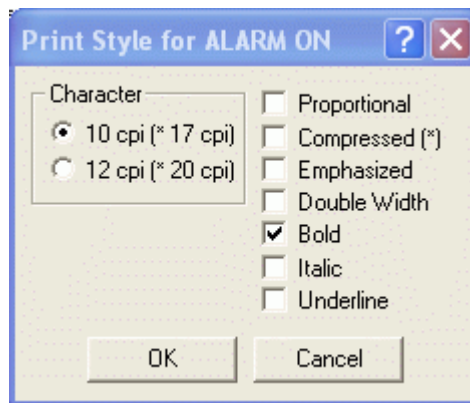 Print Style for ALARM ON
?
Character
10 cpi (* 17 cpi)
12 cpi (* 20 cpi)
Proportional
Compressed (*)
Emphasized
Double Width
Bold
Italic
Underline
OK
Cancel